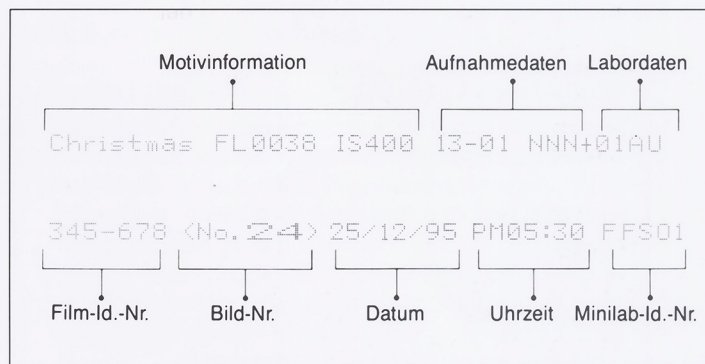 Motivinformation Aufnahmedaten Labordaten
Christmas FL0038 IS400 13-01 NNN+01AU
345-678 <No.24> 25/12/95 PM05:30 FFS01
Film-Id.-Nr. Bild-Nr. Datum Uhrzeit Minilab-Id.-Nr.